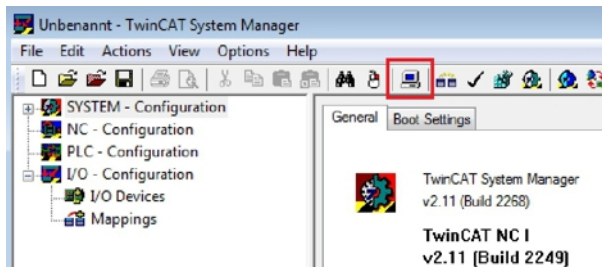 Unbenannt - TwinCAT System Manager
File Edit Actions View Options Help
SYSTEM - Configuration
NC - Configuration
PLC - Configuration
I/O - Configuration
I/O Devices
Mappings
General Boot Settings
TwinCAT System Manager
v2.11 (Build 2268)
TwinCAT NC I
v2.11 (Build 2249)